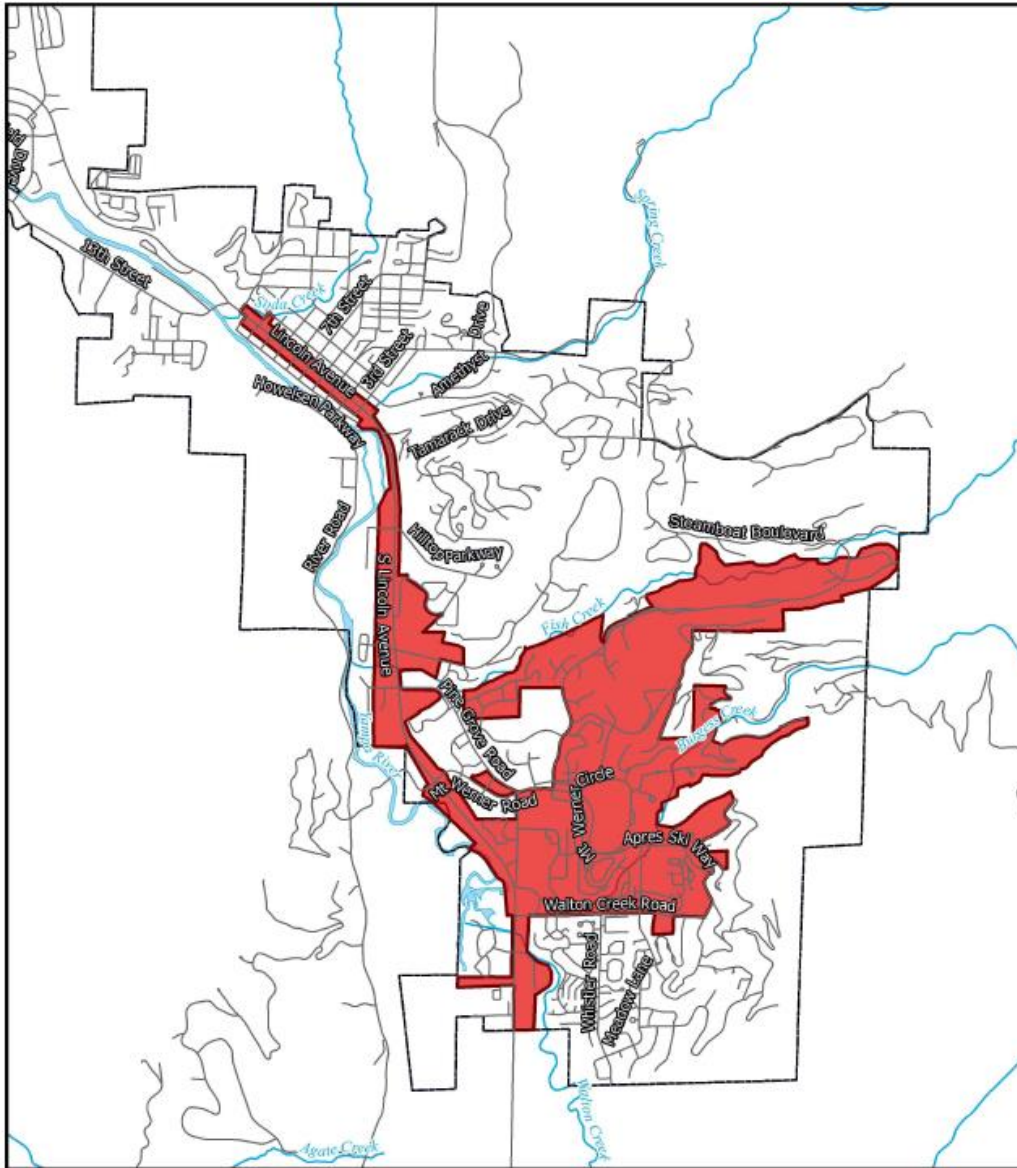 Drive
13th Street
Spring Creek
Soda Creek
7th Street
Lincoln Avenue
3rd Street
Drive
Amethyst
Howelsen Parkway
Tamarack Drive
River Road
Hilltop Parkway
Steamboat Boulevard
S Lincoln Avenue
Fish Creek
Pine Grove Road
Burgess Creek
Yampa River
Mt Werner Road
Mt Werner Circle
Apres Ski Way
Walton Creek Road
Whistler Road
Meadow Lane
Walton Creek
Agate Creek